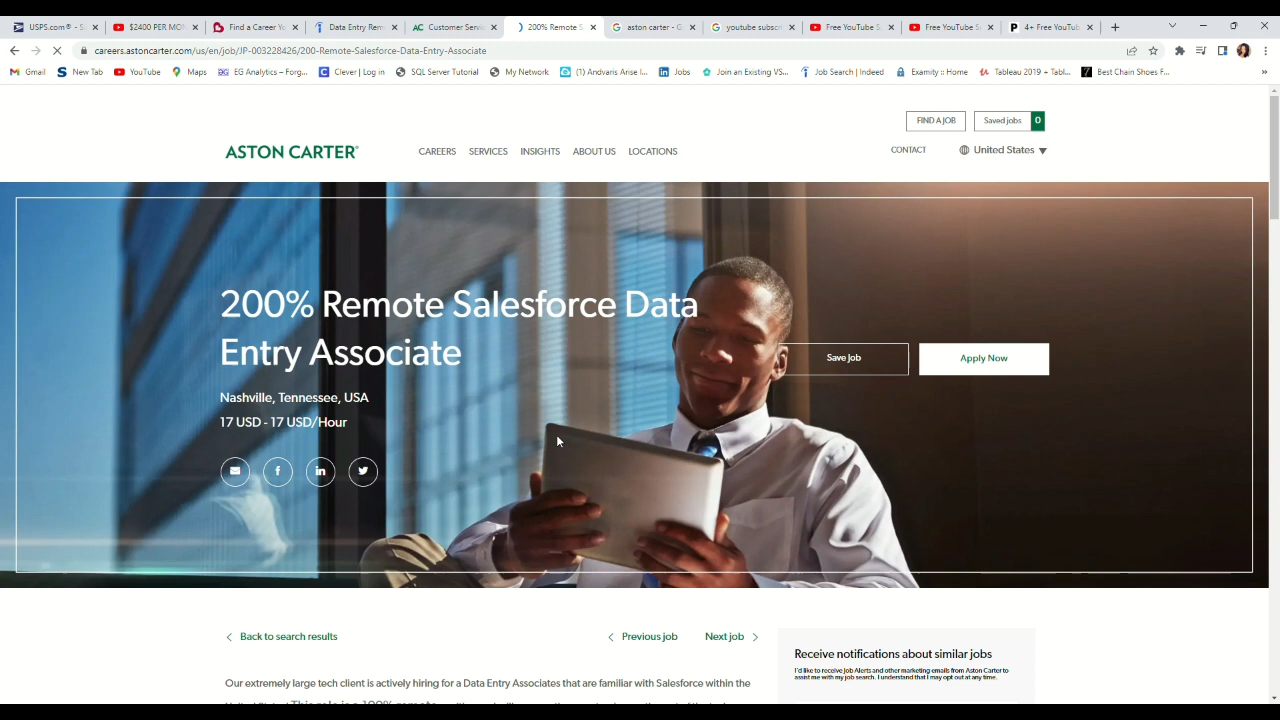 USPS.com® - S
$2400 PER MO
Find a Career Yo
Data Entry Rem
Customer Servic
200% Remote S
aston carter - G
youtube subscri
Free YouTube S
Free YouTube S
4+ Free YouTub
careers.astoncarter.com/us/en/job/JP-003228426/200-Remote-Salesforce-Data-Entry-Associate
Gmail
New Tab
YouTube
Maps
EG Analytics – Forg...
Clever | Log in
SQL Server Tutorial
My Network
(1) Andvaris Arise I...
Jobs
Join an Existing VS...
Job Search | Indeed
Examity :: Home
Tableau 2019 + Tabl...
Best Chain Shoes F...
FIND A JOB
Saved jobs 0
ASTON CARTER
CAREERS SERVICES INSIGHTS ABOUT US LOCATIONS
CONTACT
United States
200% Remote Salesforce Data
Entry Associate
Save Job
Apply Now
Nashville, Tennessee, USA
17 USD - 17 USD/Hour
Back to search results
Previous job
Next job
Receive notifications about similar jobs
I'd like to receive Job Alerts and other marketing emails from Aston Carter to
assist me with my job search. I understand that I may opt out at any time.
Our extremely large tech client is actively hiring for a Data Entry Associates that are familiar with Salesforce within the